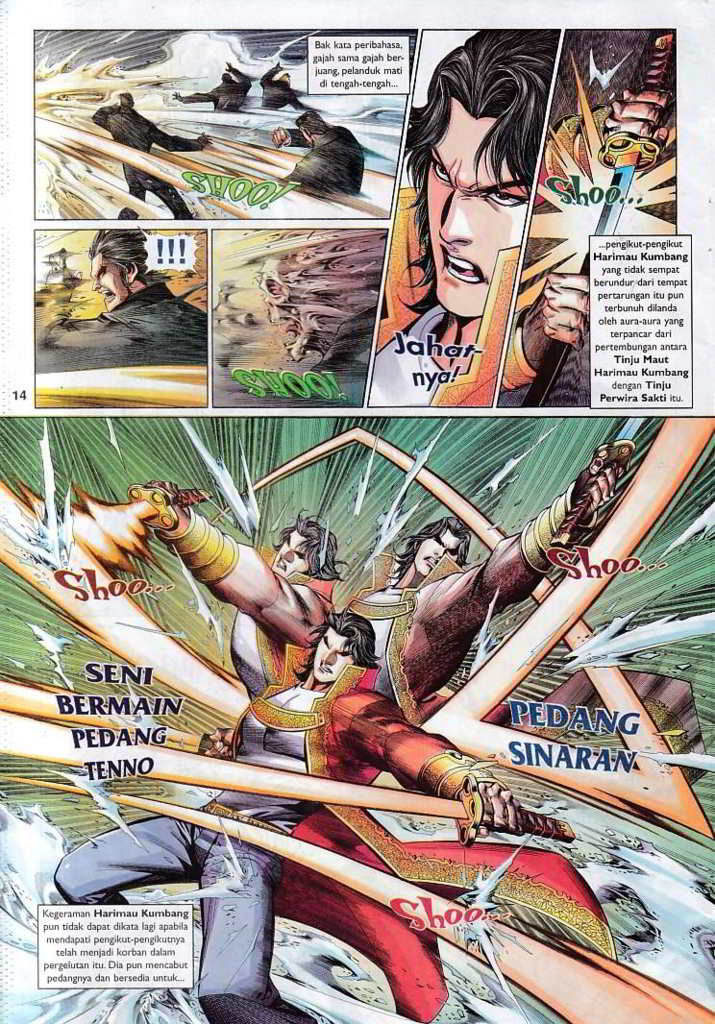 Bak kata peribahasa,
gajah sama gajah ber-
juang, pelanduk mati
di tengah-tengah...
SHOO!
Shoo...
!!!
SHOO!
Jahat-
nya!
...pengikut-pengikut
Harimau Kumbang
yang tidak sempat
berundur dari tempat
pertarungan itu pun
terbunuh dilanda
oleh aura-aura yang
terpancar dari
pertembungan antara
Tinju Maut
Harimau Kumbang
dengan Tinju
Perwira Sakti itu.
14
Shoo...
Shoo...
SENI
BERMAIN
PEDANG
TENNO
PEDANG
SINARAN
Shoo...
Kegeraman Harimau Kumbang
pun tidak dapat dikata lagi apabila
mendapati pengikut-pengikutnya
telah menjadi korban dalam
pergelutan itu. Dia pun mencabut
pedangnya dan bersedia untuk...